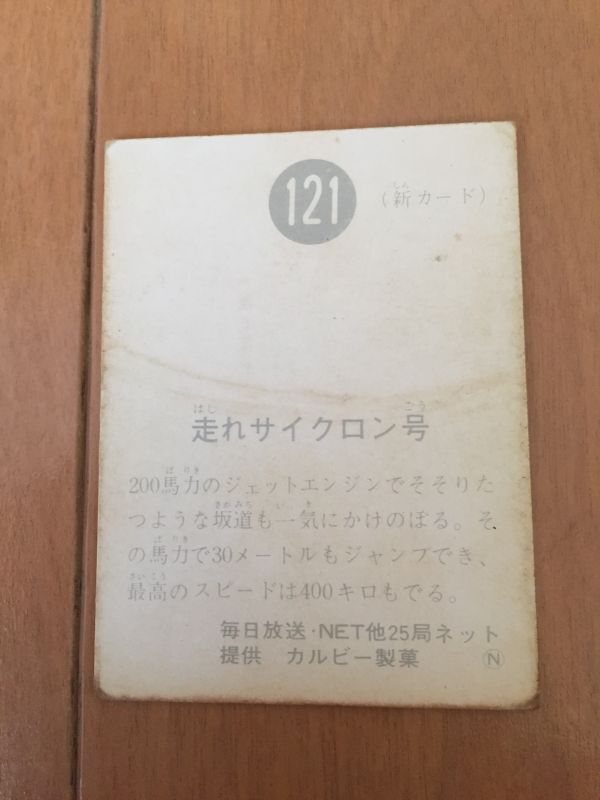 121
(新カード)
走れサイクロン号
200馬力のジェットエンジンでそそりた
つような坂道も一気にかけのぼる。そ
の馬力で30メートルもジャンプでき、
最高のスピードは400キロもでる。
毎日放送・NET他25局ネット
提供 カルビー製菓 Ⓝ